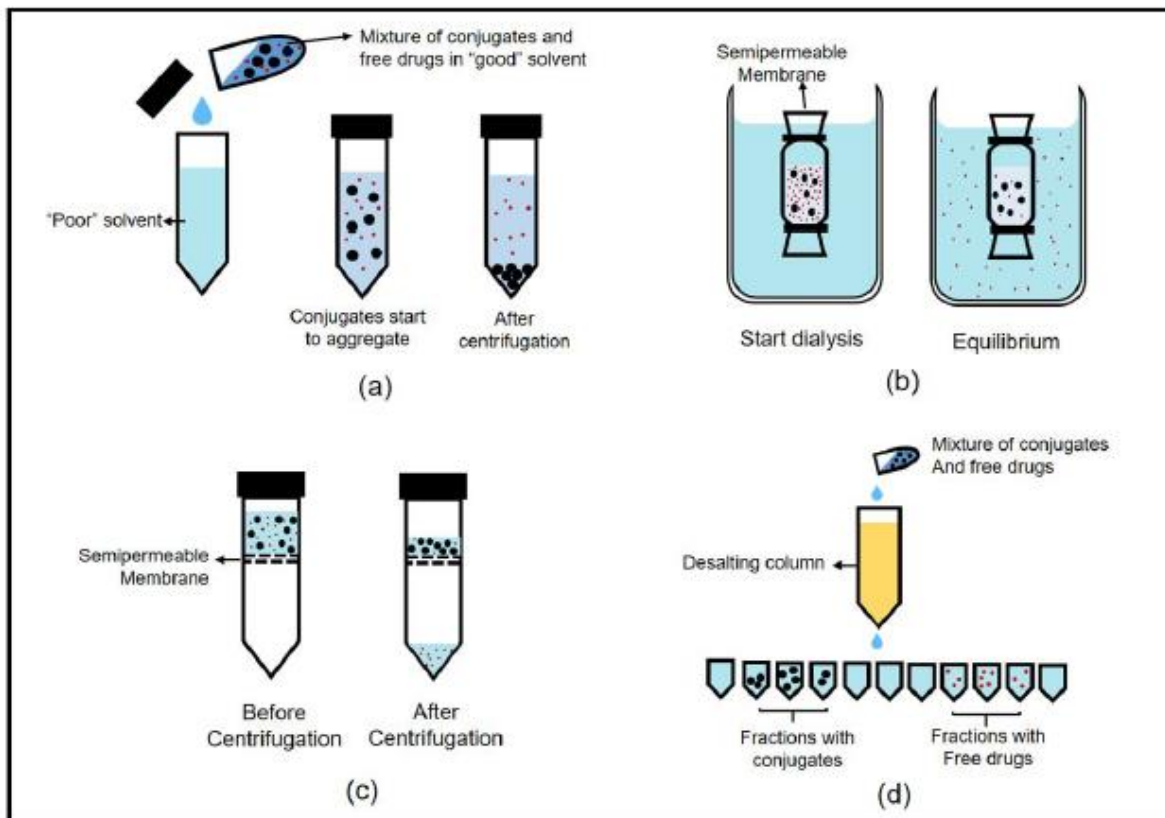 Mixture of conjugates and
free drugs in "good" solvent
"Poor" solvent
Conjugates start
to aggregate
After
centrifugation
(a)
Semipermeable
Membrane
Start dialysis
Equilibrium
(b)
Semipermeable
Membrane
Before
Centrifugation
After
Centrifugation
(c)
Mixture of conjugates
And free drugs
Desalting column
Fractions with
conjugates
Fractions with
Free drugs
(d)